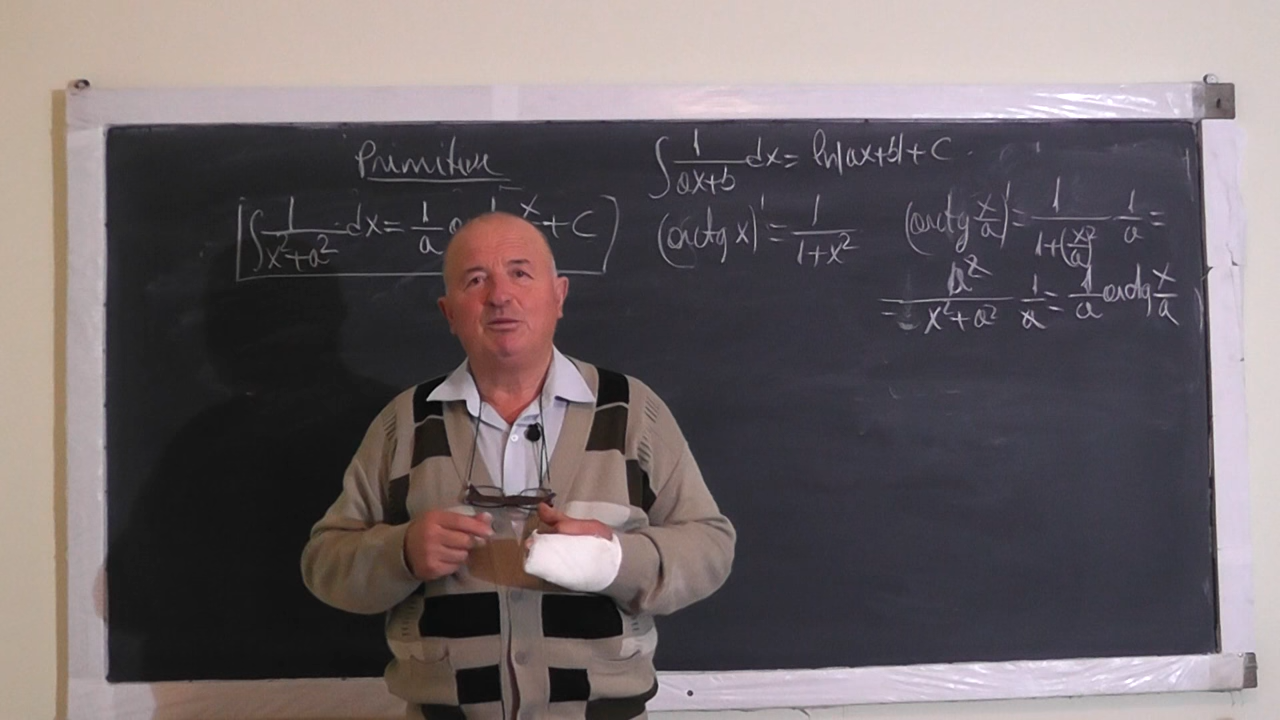 Primitive
∫ 1/(ax+b) dx = ln|ax+b| + C
∫ 1/(x²+a²) dx = 1/a x + C
(arctg x)' = 1/(1+x²)
(arctg x/a)' = 1/(1+(x/a)²) 1/a =
= a²/(x²+a²) 1/a = 1/a arctg x/a